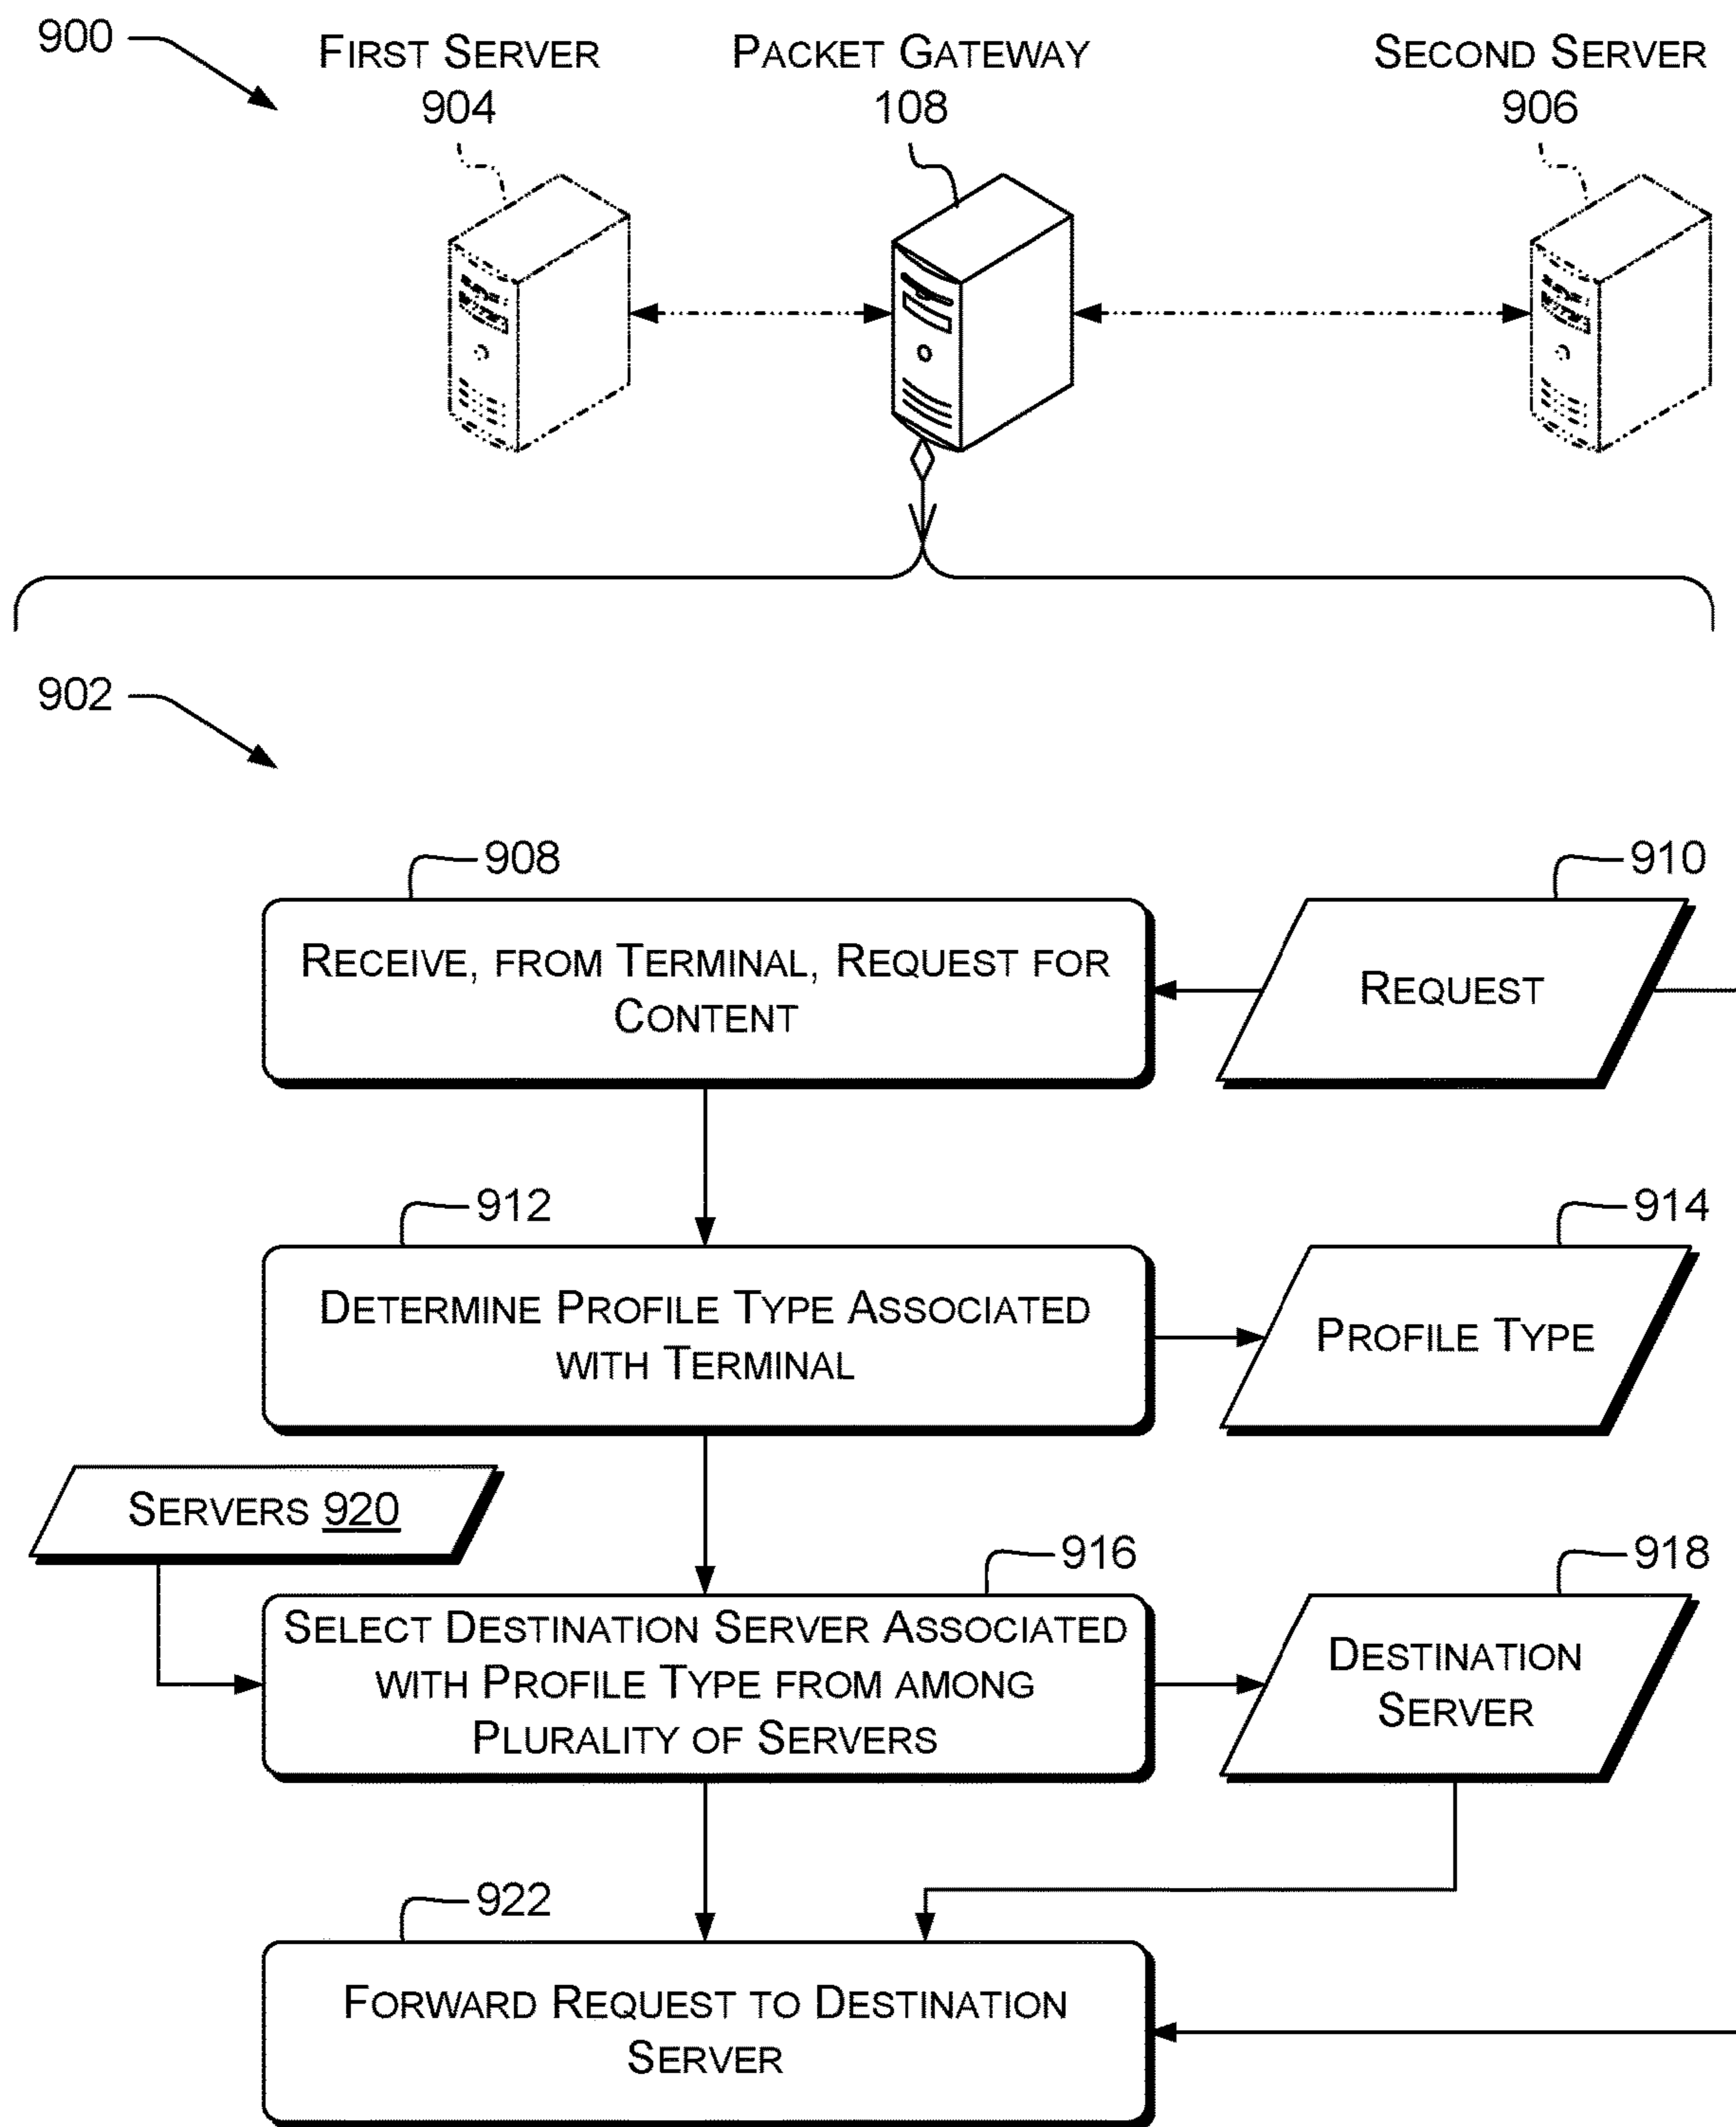 900
FIRST SERVER
904
PACKET GATEWAY
108
SECOND SERVER
906
902
908
RECEIVE, FROM TERMINAL, REQUEST FOR
CONTENT
910
REQUEST
912
DETERMINE PROFILE TYPE ASSOCIATED
WITH TERMINAL
914
PROFILE TYPE
SERVERS 920
916
SELECT DESTINATION SERVER ASSOCIATED
WITH PROFILE TYPE FROM AMONG
PLURALITY OF SERVERS
918
DESTINATION
SERVER
922
FORWARD REQUEST TO DESTINATION
SERVER